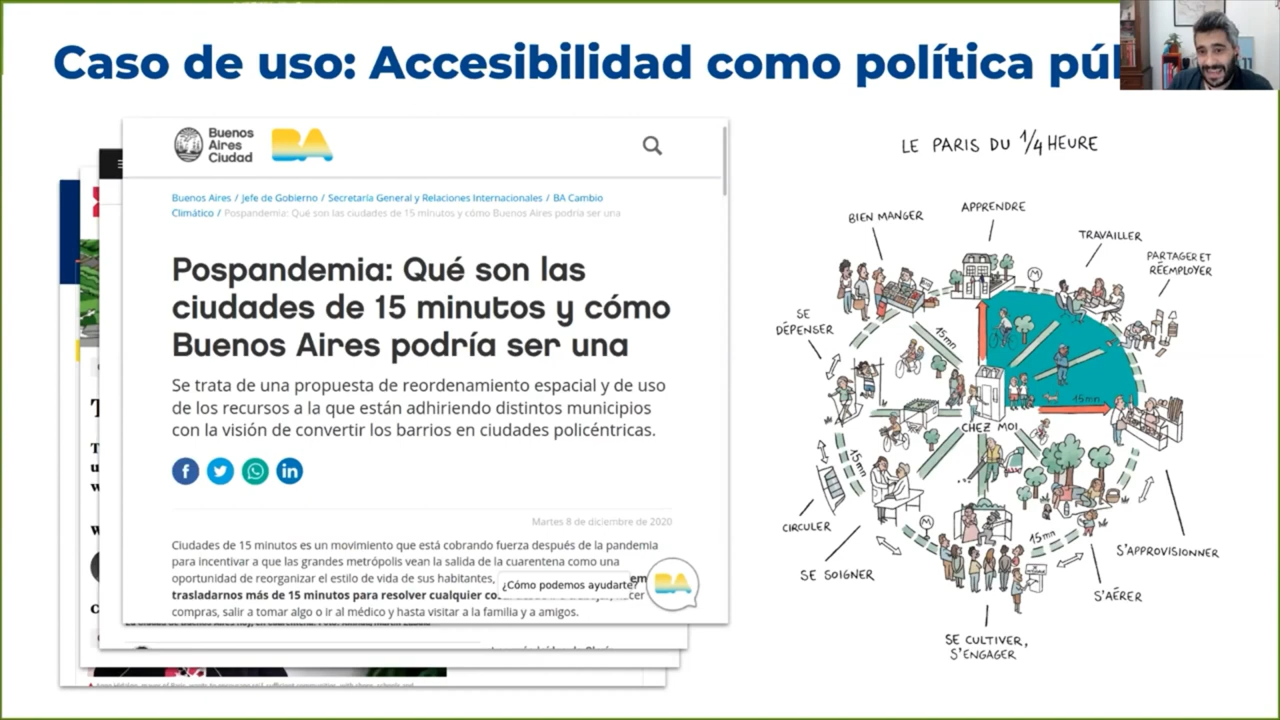 Caso de uso: Accesibilidad como política
Buenos
Aires
Ciudad
BA
Buenos Aires / Jefe de Gobierno / Secretaría General y Relaciones Internacionales / BA Cambio
Climático / Pospandemia: Qué son las ciudades de 15 minutos y cómo Buenos Aires podría ser una
Pospandemia: Qué son las
ciudades de 15 minutos y cómo
Buenos Aires podría ser una
Se trata de una propuesta de reordenamiento espacial y de uso
de los recursos a la que están adhiriendo distintos municipios
con la visión de convertir los barrios en ciudades policéntricas.
Martes 8 de diciembre de 2020
Ciudades de 15 minutos es un movimiento que está cobrando fuerza después de la pandemia
para incentivar a que las grandes metrópolis vean la salida de la cuarentena como una
oportunidad de reorganizar el estilo de vida de sus habitantes,
¿Cómo podemos ayudarte?
BA
trasladarnos más de 15 minutos para resolver cualquier
compras, salir a tomar algo o ir al médico y hasta visitar a la familia y a amigos.
LE PARIS DU 1/4 HEURE
BIEN MANGER
APPRENDRE
TRAVAILLER
PARTAGER ET
RÉEMPLOYER
SE
DÉPENSER
M
15mn
15mn
CHEZ MOI
15mn
CIRCULER
M
15mn
SE SOIGNER
S'APPROVISIONNER
S'AÉRER
SE CULTIVER,
S'ENGAGER